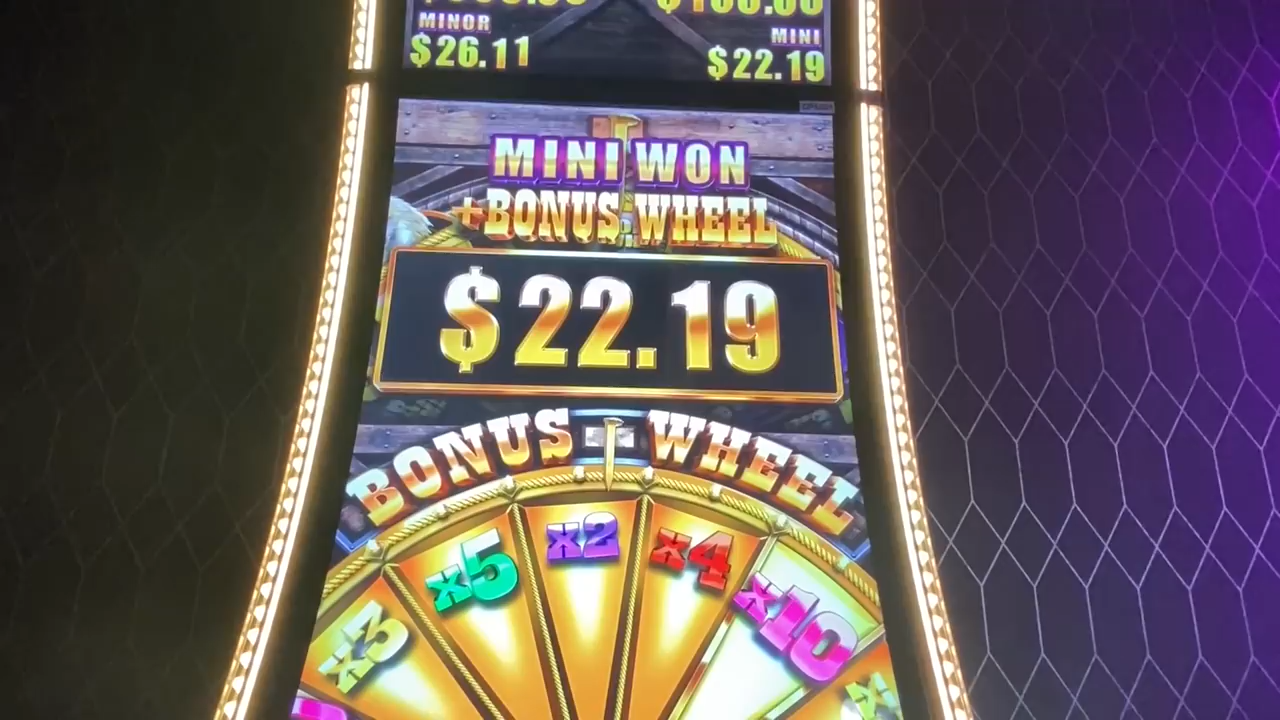 MINOR
$26.11
MINI
$22.19
MINI WON
+BONUS WHEEL
$22.19
BONUS WHEEL
x3
x5
x2
x4
x10